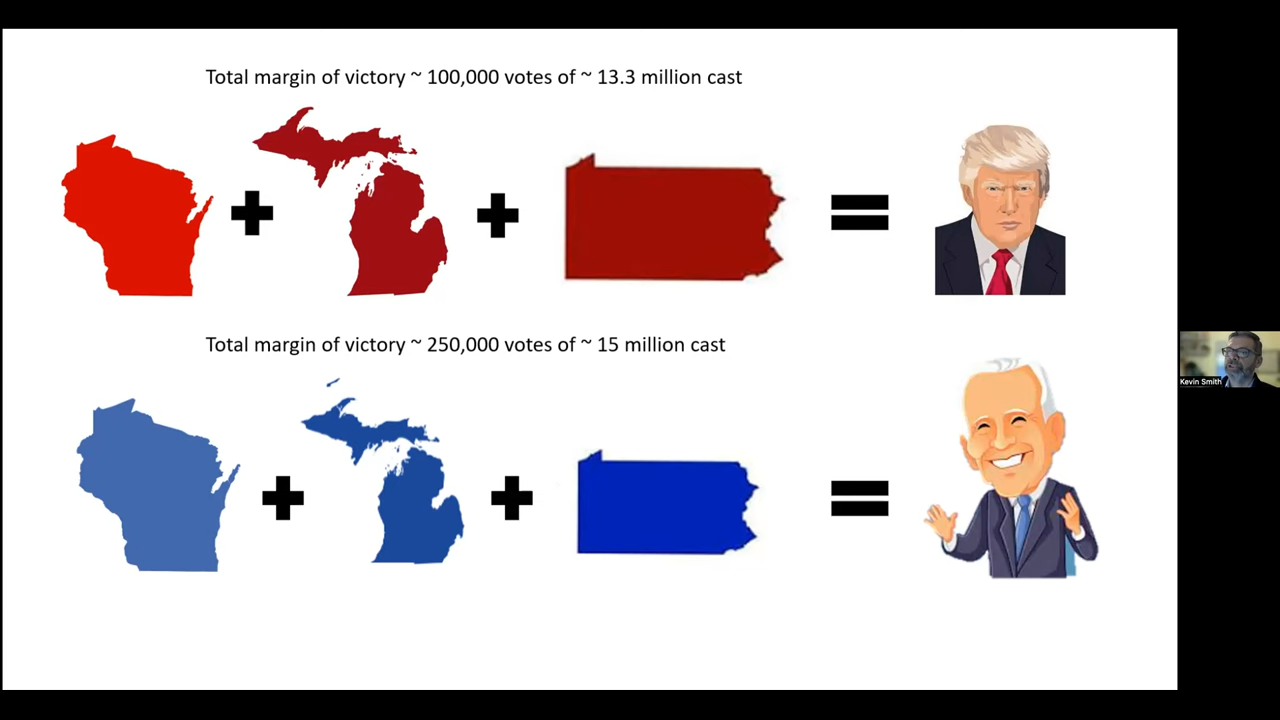 Total margin of victory ~ 100,000 votes of ~ 13.3 million cast
Total margin of victory ~ 250,000 votes of ~ 15 million cast
Kevin Smith